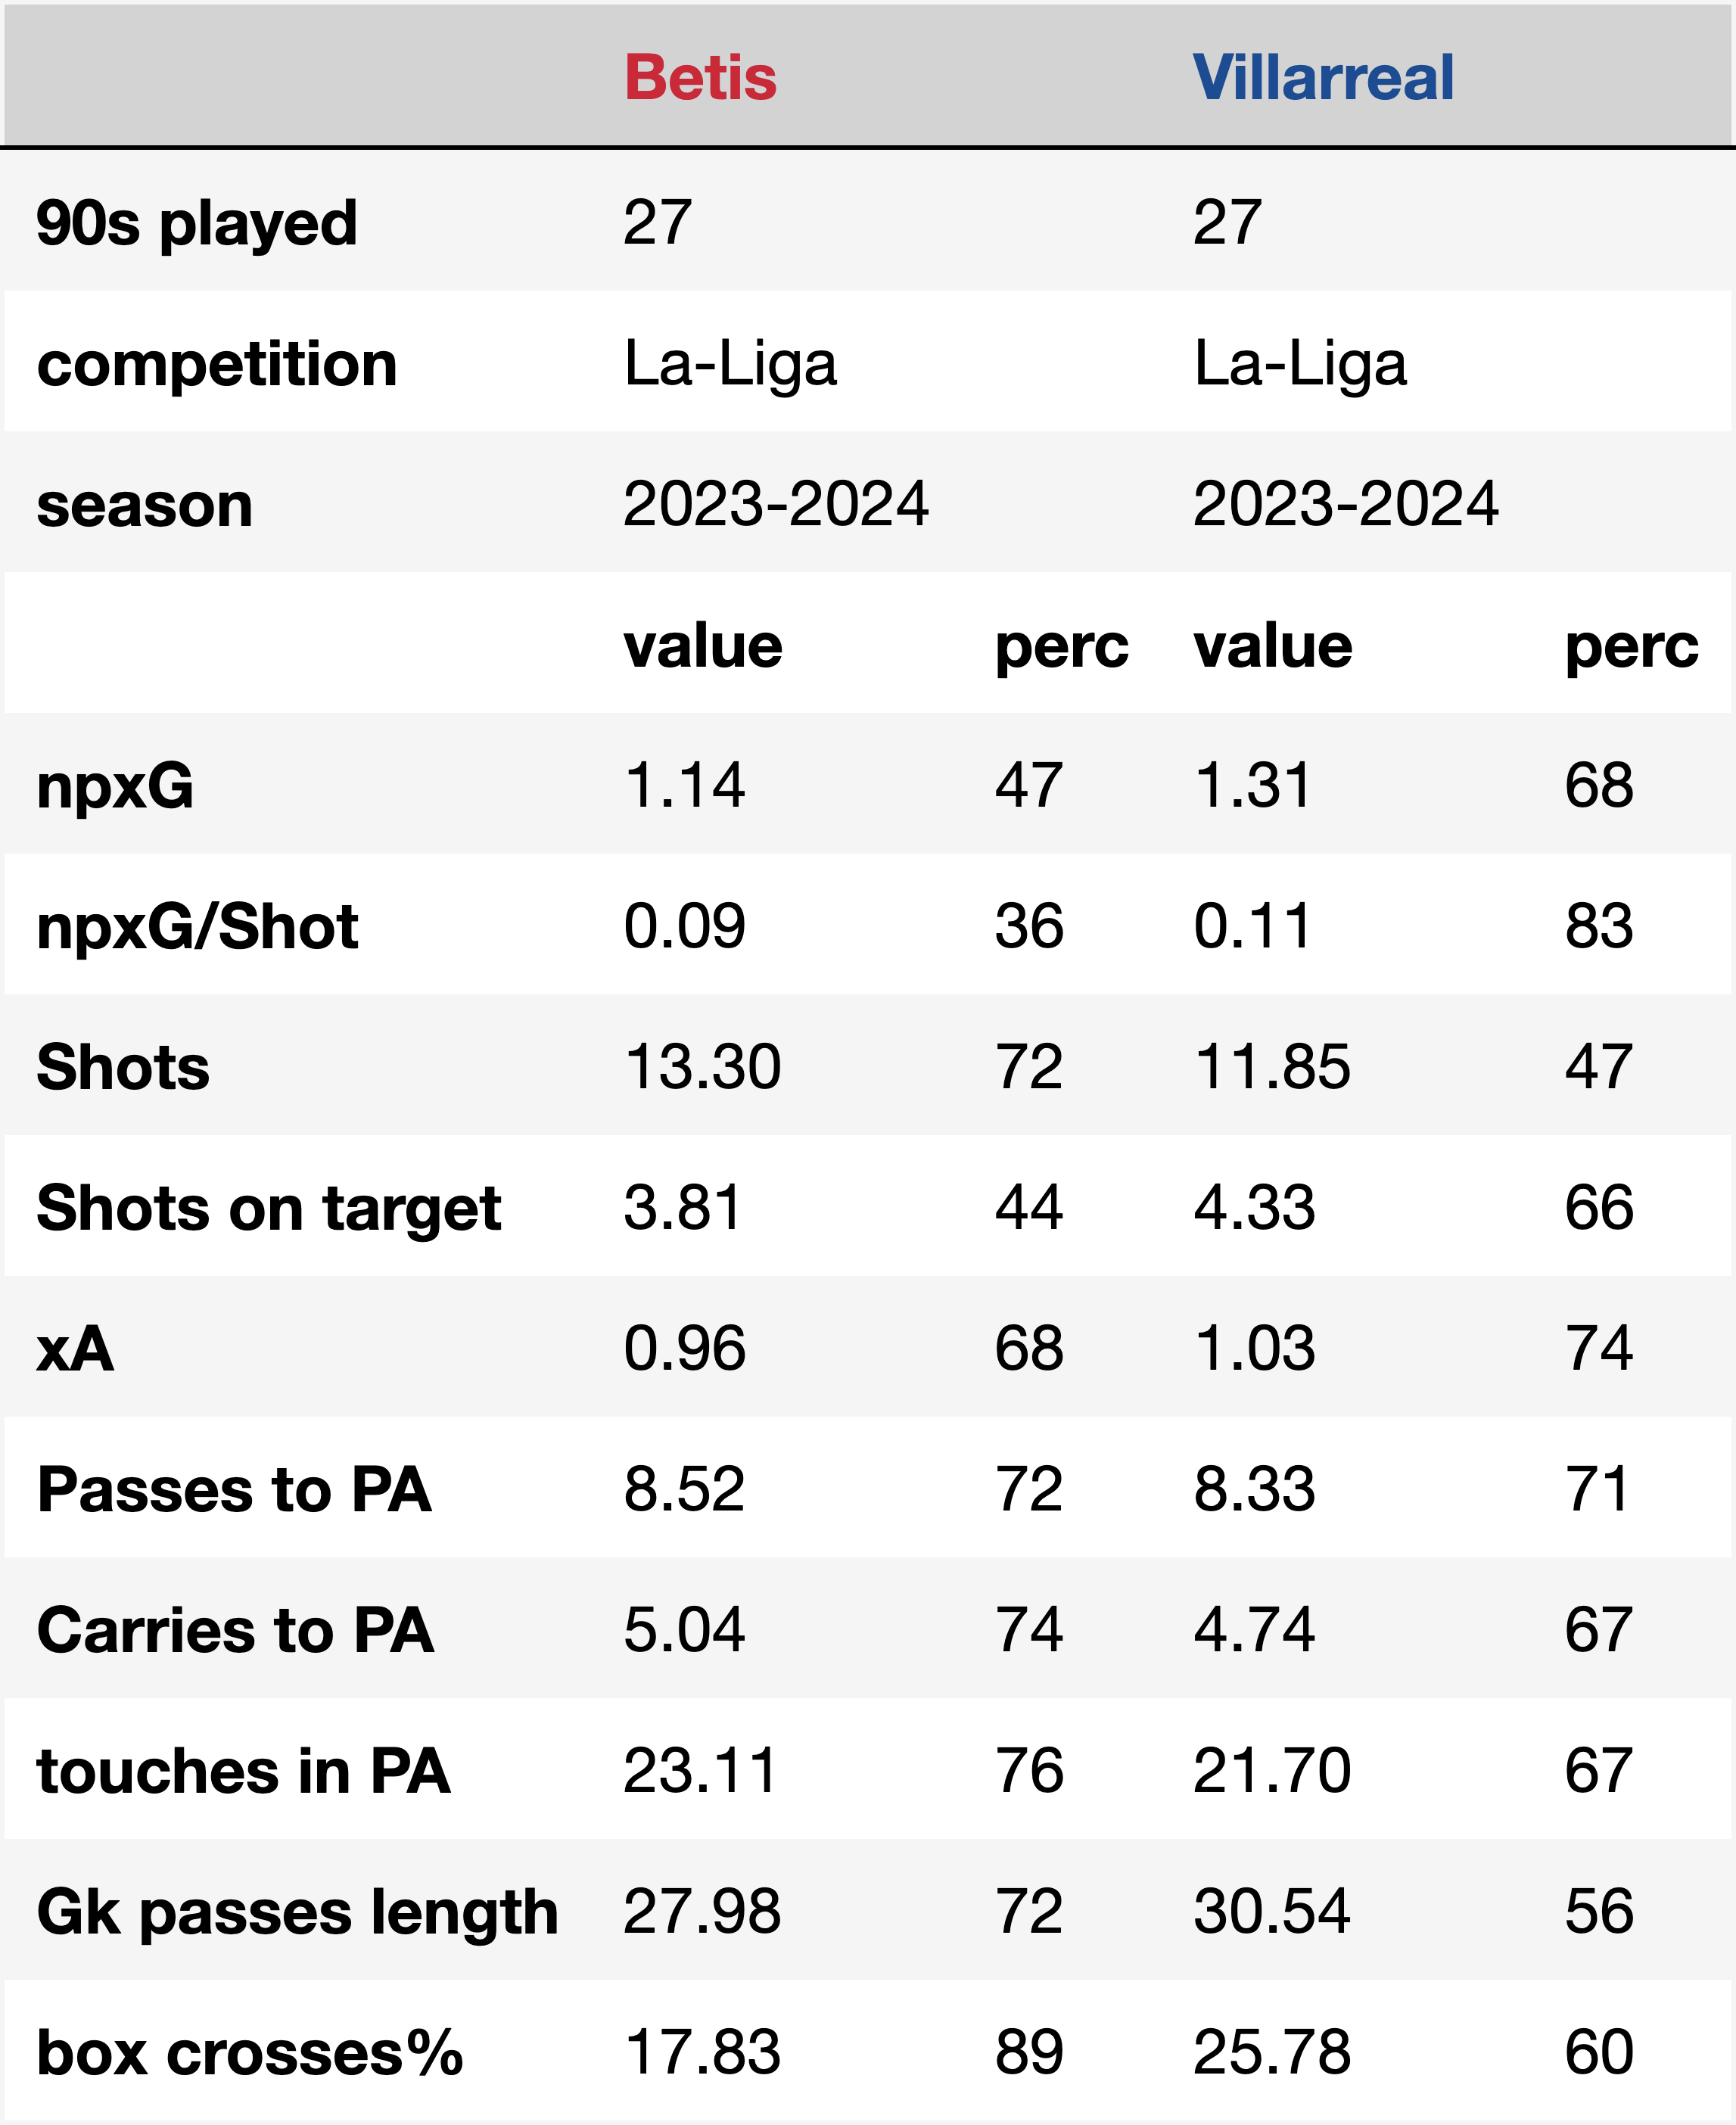 Betis Villarreal
90s played 27 27
competition La-Liga La-Liga
season 2023-2024 2023-2024
value perc value perc
npxG 1.14 47 1.31 68
npxG/Shot 0.09 36 0.11 83
Shots 13.30 72 11.85 47
Shots on target 3.81 44 4.33 66
xA 0.96 68 1.03 74
Passes to PA 8.52 72 8.33 71
Carries to PA 5.04 74 4.74 67
touches in PA 23.11 76 21.70 67
Gk passes length 27.98 72 30.54 56
box crosses% 17.83 89 25.78 60